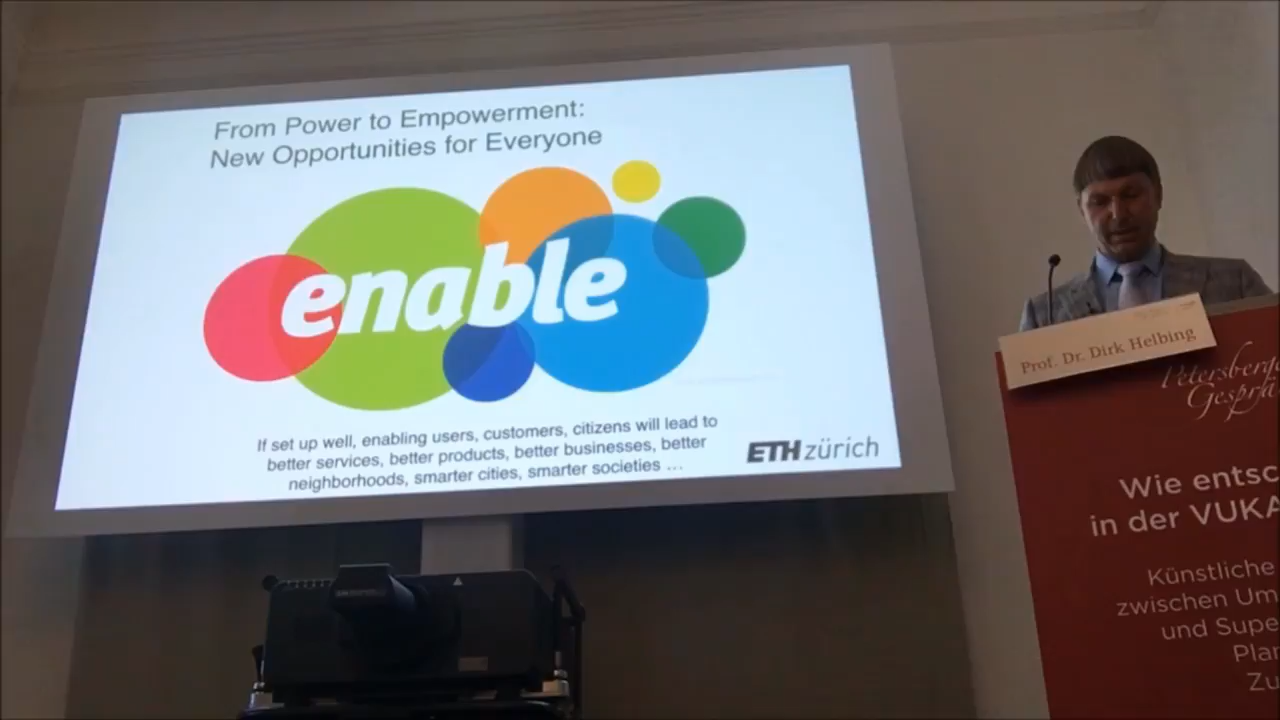 From Power to Empowerment:
New Opportunities for Everyone
enable
If set up well, enabling users, customers, citizens will lead to
better services, better products, better businesses, better
neighborhoods, smarter cities, smarter societies ...
ETH zürich
Prof. Dr. Dirk Helbing
Petersberge
Gesprä
Wie entsc
in der VUKA
Künstliche
zwischen Um
und Supe
Plan
Zu